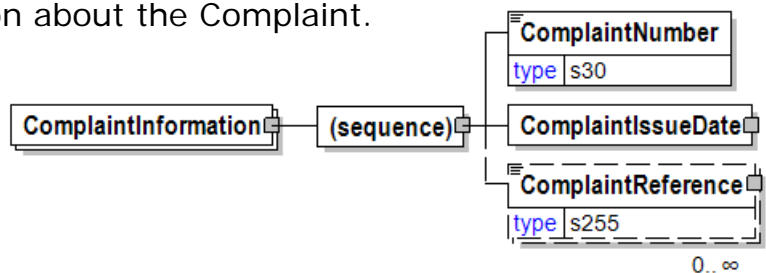 on about the Complaint.
ComplaintNumber
type s30
ComplaintInformation
(sequence)
ComplaintIssueDate
ComplaintReference
type s255
0.. ∞